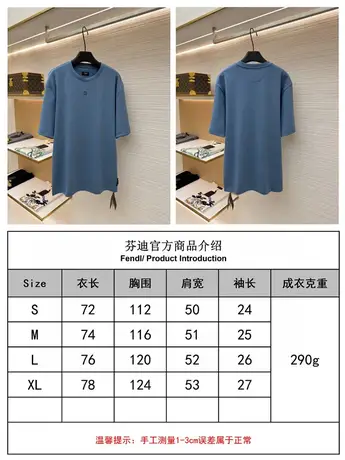 芬迪官方商品介绍
Fendi/ Product Introduction
Size 衣长 胸围 肩宽 袖长 成衣克重
S 72 112 50 24
M 74 116 51 25
L 76 120 52 26
XL 78 124 53 27
290g
温馨提示：手工测量1-3cm误差属于正常